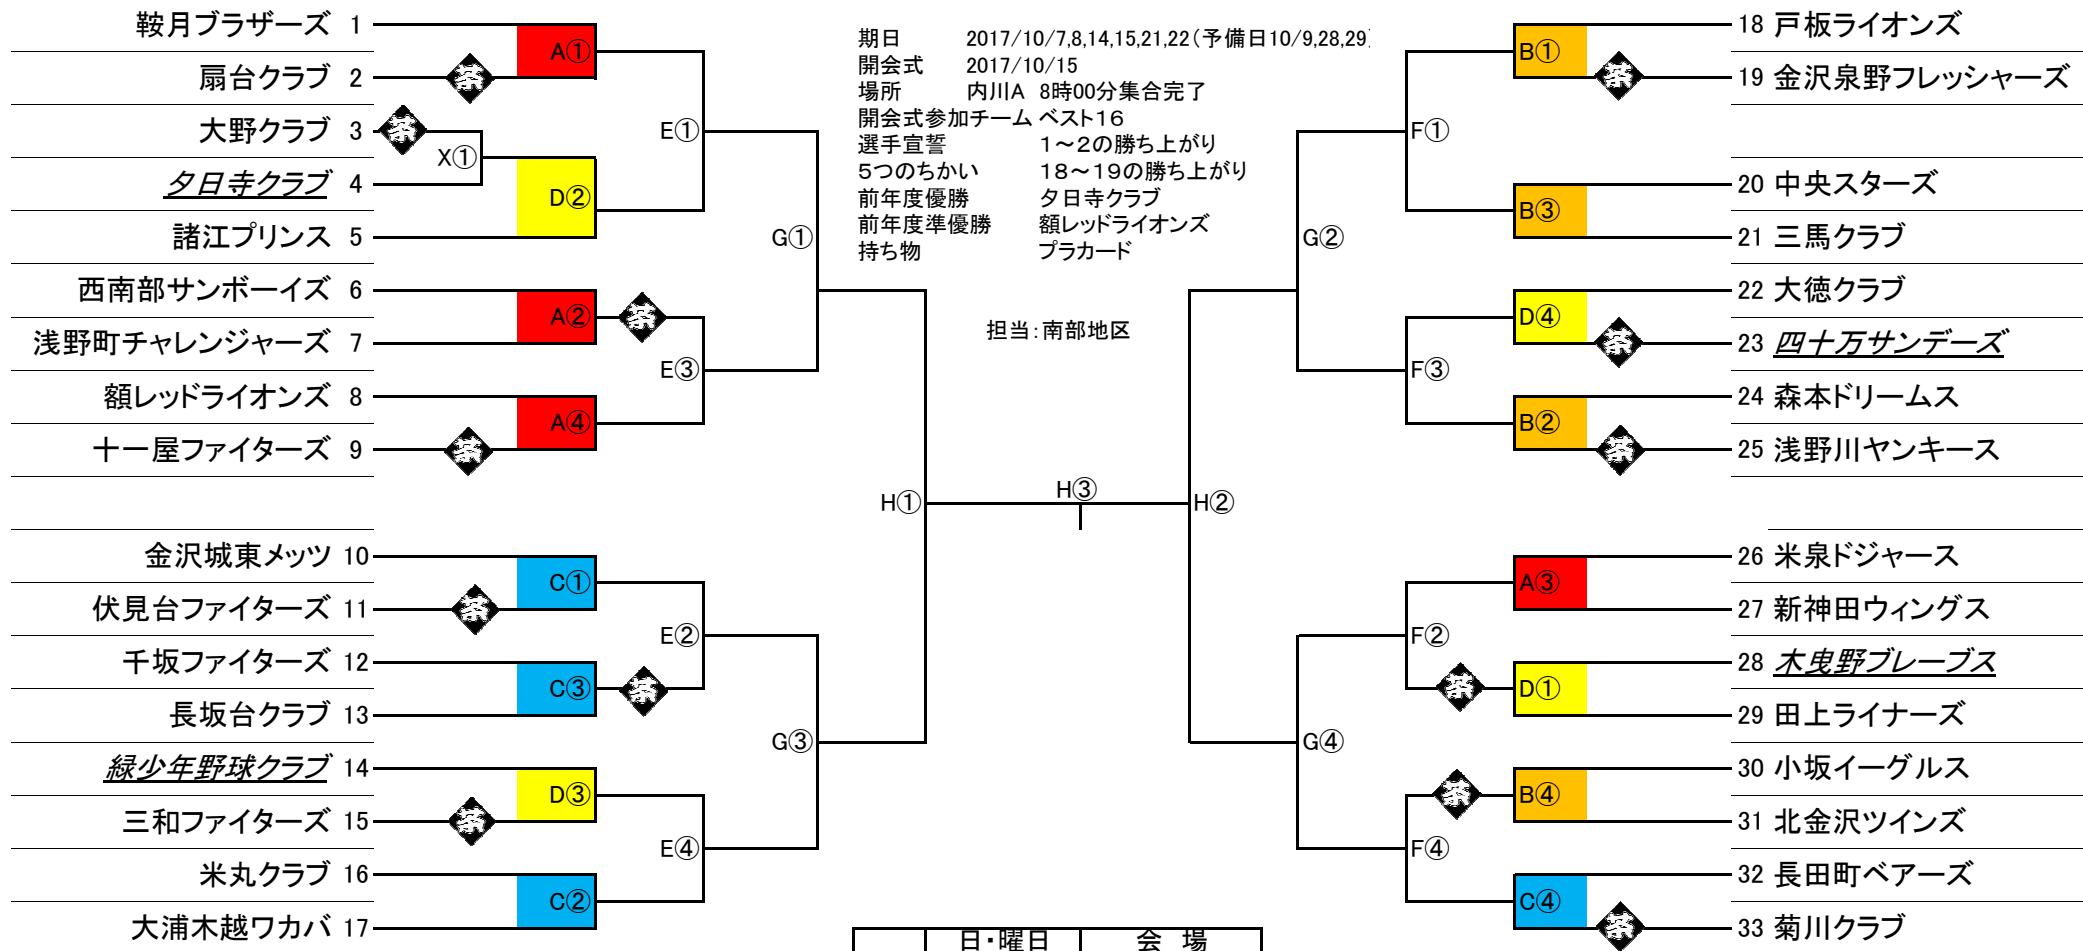 鞍月ブラザーズ 1
扇台クラブ 2
大野クラブ 3
夕日寺クラブ 4
諸江プリンス 5
西南部サンボーイズ 6
浅野町チャレンジャーズ 7
額レッドライオンズ 8
十一屋ファイターズ 9
金沢城東メッツ 10
伏見台ファイターズ 11
千坂ファイターズ 12
長坂台クラブ 13
緑少年野球クラブ 14
三和ファイターズ 15
米丸クラブ 16
大浦木越ワカバ 17
A①
X①
D②
A②
A④
C①
C③
D③
C②
E①
E③
E②
E④
G①
G③
H①
期日 2017/10/7,8,14,15,21,22(予備日10/9,28,29)
開会式 2017/10/15
場所 内川A 8時00分集合完了
開会式参加チーム ベスト16
選手宣誓 1～2の勝ち上がり
5つのちかい 18～19の勝ち上がり
前年度優勝 夕日寺クラブ
前年度準優勝 額レッドライオンズ
持ち物 プラカード
担当:南部地区
H③
H②
G②
G④
F①
F③
F②
F④
B①
B③
D④
B②
A③
D①
B④
C④
18 戸板ライオンズ
19 金沢泉野フレッシャーズ
20 中央スターズ
21 三馬クラブ
22 大徳クラブ
23 四十万サンデーズ
24 森本ドリームス
25 浅野川ヤンキース
26 米泉ドジャース
27 新神田ウィングス
28 木曳野ブレーブス
29 田上ライナーズ
30 小坂イーグルス
31 北金沢ツインズ
32 長田町ベアーズ
33 菊川クラブ
日・曜日 会 場